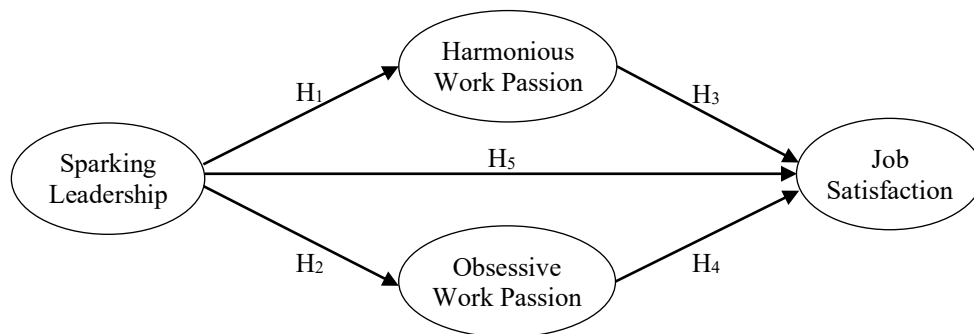 Harmonious
Work Passion
H1
H3
Sparking
Leadership
H5
Job
Satisfaction
H2
Obsessive
Work Passion
H4